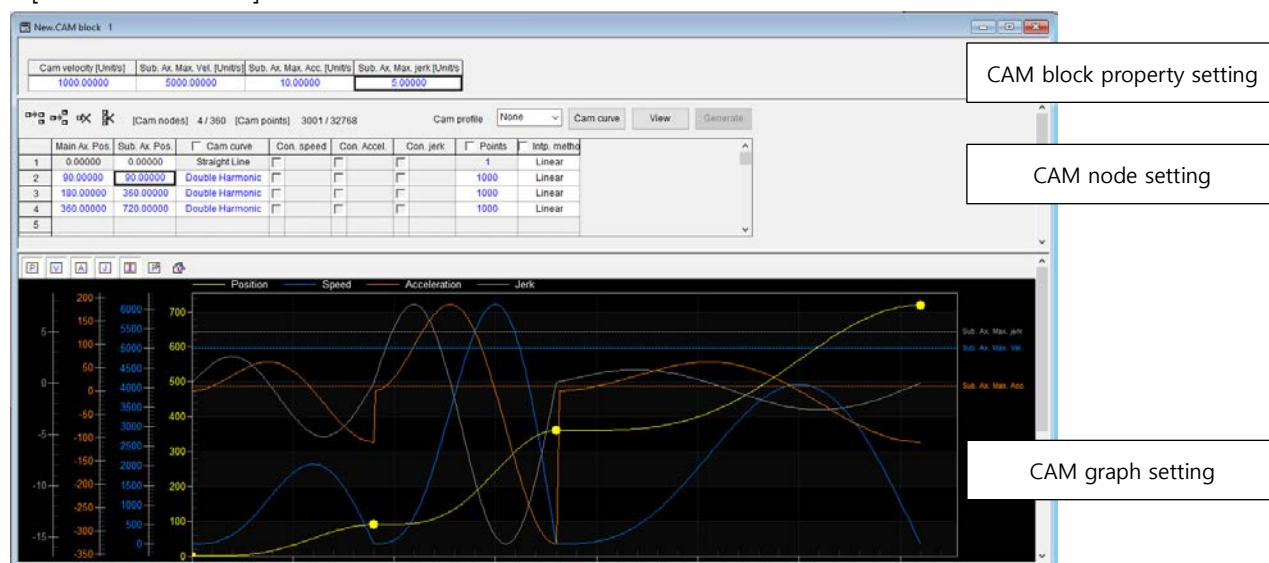 New.CAM block 1
Cam velocity [Unit/s] Sub. Ax. Max. Vel. [Unit/s] Sub. Ax. Max. Acc. [Unit/s Sub. Ax. Max. jerk [Unit/s
1000.00000 5000.00000 10.00000 5.00000
CAM block property setting
[Cam nodes] 4 / 360 [Cam points] 3001 / 32768 Cam profile None Cam curve View Generate
Main Ax. Pos. Sub. Ax. Pos. Cam curve Con. speed Con. Accel. Con. jerk Points Intp. metho
1 0.00000 0.00000 Straight Line 1 Linear
2 90.00000 90.00000 Double Harmonic 1000 Linear
3 180.00000 360.00000 Double Harmonic 1000 Linear
4 360.00000 720.00000 Double Harmonic 1000 Linear
5
CAM node setting
P V A J
Position Speed Acceleration Jerk
5
0
-5
-10
-15
200
150
100
50
0
-50
-100
-150
-200
-250
-300
-350
6000
5500
5000
4500
4000
3500
3000
2500
2000
1500
1000
500
0
700
600
500
400
300
200
100
0
Sub. Ax. Max. jerk
Sub. Ax. Max. Vel.
Sub. Ax. Max. Acc.
CAM graph setting